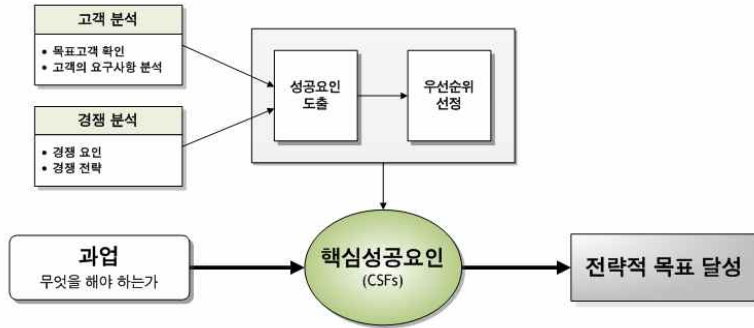 고객 분석
• 목표고객 확인
• 고객의 요구사항 분석
경쟁 분석
• 경쟁 요인
• 경쟁 전략
성공요인
도출
우선순위
선정
과업
무엇을 해야 하는가
핵심성공요인
(CSFs)
전략적 목표 달성